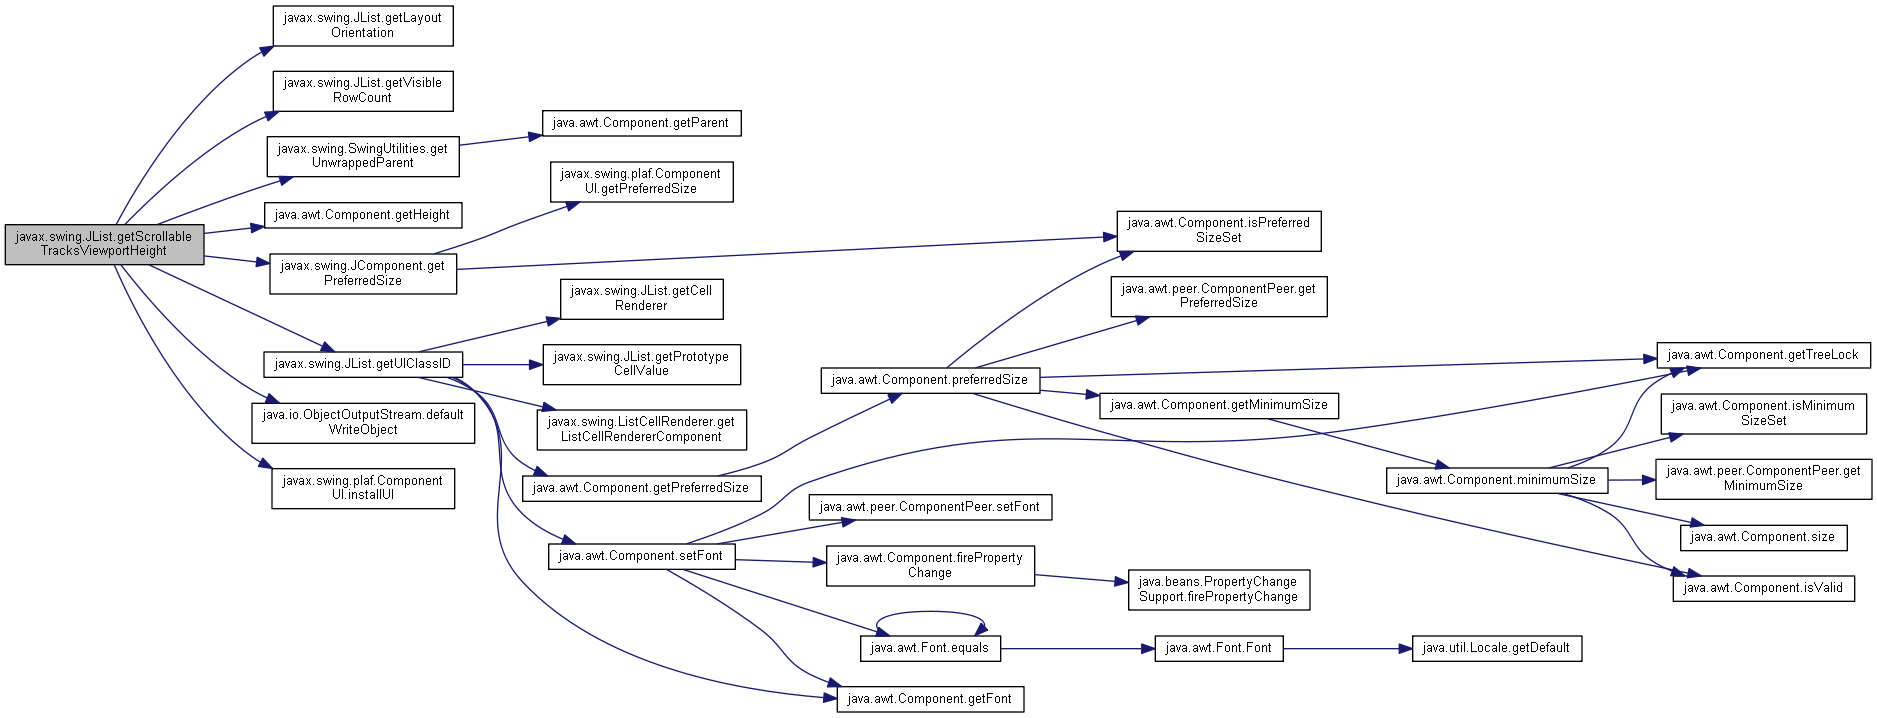 javax.swing.JList.getScrollable
TracksViewportHeight
javax.swing.JList.getLayout
Orientation
javax.swing.JList.getVisible
RowCount
javax.swing.SwingUtilities.get
UnwrappedParent
java.awt.Component.getHeight
javax.swing.JComponent.get
PreferredSize
javax.swing.JList.getUIClassID
java.io.ObjectOutputStream.default
WriteObject
javax.swing.plaf.Component
UI.installUI
java.awt.Component.getParent
javax.swing.plaf.Component
UI.getPreferredSize
javax.swing.JList.getCell
Renderer
javax.swing.JList.getPrototype
CellValue
javax.swing.ListCellRenderer.get
ListCellRendererComponent
java.awt.Component.getPreferredSize
java.awt.Component.setFont
java.awt.Component.preferredSize
java.awt.peer.ComponentPeer.setFont
java.awt.Component.fireProperty
Change
java.awt.Font.equals
java.awt.Component.getFont
java.awt.Component.isPreferred
SizeSet
java.awt.peer.ComponentPeer.get
PreferredSize
java.awt.Component.getMinimumSize
java.beans.PropertyChange
Support.firePropertyChange
java.awt.Font.Font
java.awt.Component.minimumSize
java.util.Locale.getDefault
java.awt.Component.getTreeLock
java.awt.Component.isMinimum
SizeSet
java.awt.peer.ComponentPeer.get
MinimumSize
java.awt.Component.size
java.awt.Component.isValid